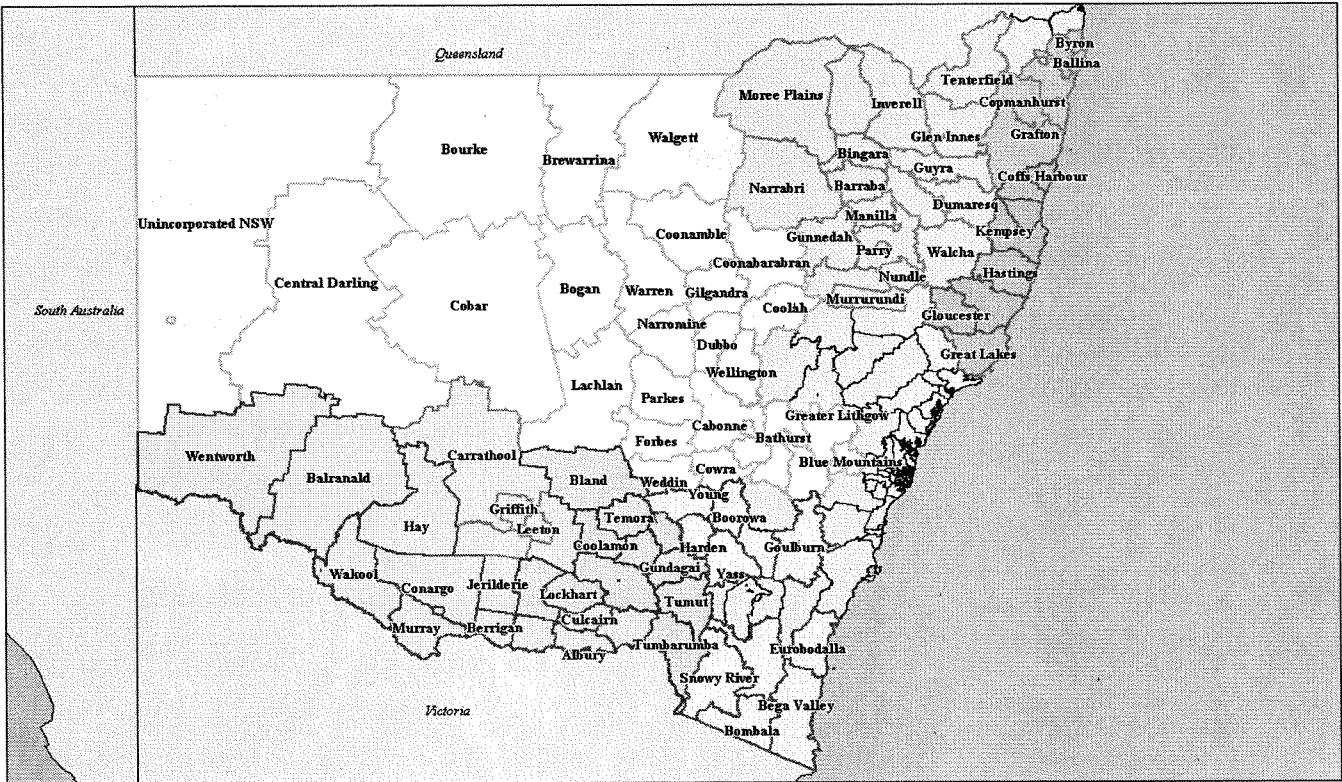 Byron
Queensland
Ballina
Tenterfield
Moree Plains
Inverell
Copmanhurst
Walgett
Glen Innes
Grafton
Bourke
Brewarrina
Bingara
Guyra
Coffs Harbour
Narrabri
Barraba
Dumaresq
Manilla
Unincorporated NSW
Coonamble
Gunnedah
Kempsey
Parry
Walcha
Coonabarabran
Nundle
Hastings
Central Darling
Bogan
Warren
Gilgandra
Murrurundi
Cobar
Coolah
South Australia
Gloucester
Narromine
Dubbo
Great Lakes
Wellington
Lachlan
Parkes
Greater Lithgow
Cabonne
Forbes
Bathurst
Wentworth
Carrathool
Blue Mountains
Cowra
Balranald
Bland
Weddin
Young
Griffith
Temora
Boorowa
Hay
Leeton
Coolamon
Harden
Goulburn
Gundagai
Yass
Wakool
Conargo
Jerilderie
Lockhart
Tumut
Culcairn
Murray
Berrigan
Tumbarumba
Eurobodalla
Albury
Snowy River
Victoria
Bega Valley
Bombala